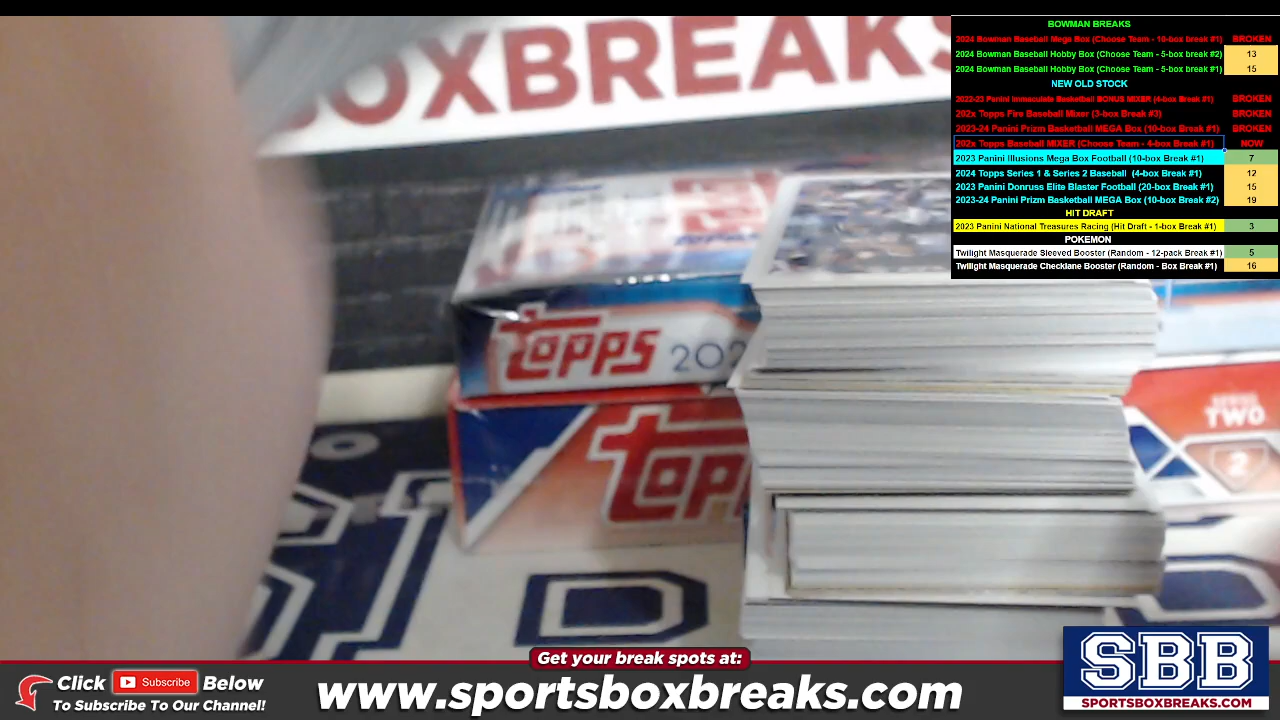 XBREAKS
BOWMAN BREAKS
2024 Bowman Baseball Mega Box (Choose Team - 10-box break #1) BROKEN
2024 Bowman Baseball Hobby Box (Choose Team - 5-box break #2) 13
2024 Bowman Baseball Hobby Box (Choose Team - 5-box break #1) 15
NEW OLD STOCK
2022-23 Panini Immaculate Basketball BONUS MIXER (4-box Break #1) BROKEN
202x Topps Fire Baseball Mixer (3-box Break #3) BROKEN
2023-24 Panini Prizm Basketball MEGA Box (10-box Break #1) BROKEN
202x Topps Baseball MIXER (Choose Team - 4-box Break #1) NOW
2023 Panini Illusions Mega Box Football (10-box Break #1) 7
2024 Topps Series 1 & Series 2 Baseball (4-box Break #1) 12
2023 Panini Donruss Elite Blaster Football (20-box Break #1) 15
2023-24 Panini Prizm Basketball MEGA Box (10-box Break #2) 19
HIT DRAFT
2023 Panini National Treasures Racing (Hit Draft - 1-box Break #1) 3
POKEMON
Twilight Masquerade Sleeved Booster (Random - 12-pack Break #1) 5
Twilight Masquerade Checklane Booster (Random - Box Break #1) 16
topps 202
SERIES
TWO
2
TOPP
D
Get your break spots at:
Click Subscribe Below
To Subscribe To Our Channel!
www.sportsboxbreaks.com
SBB
SPORTSBOXBREAKS.COM